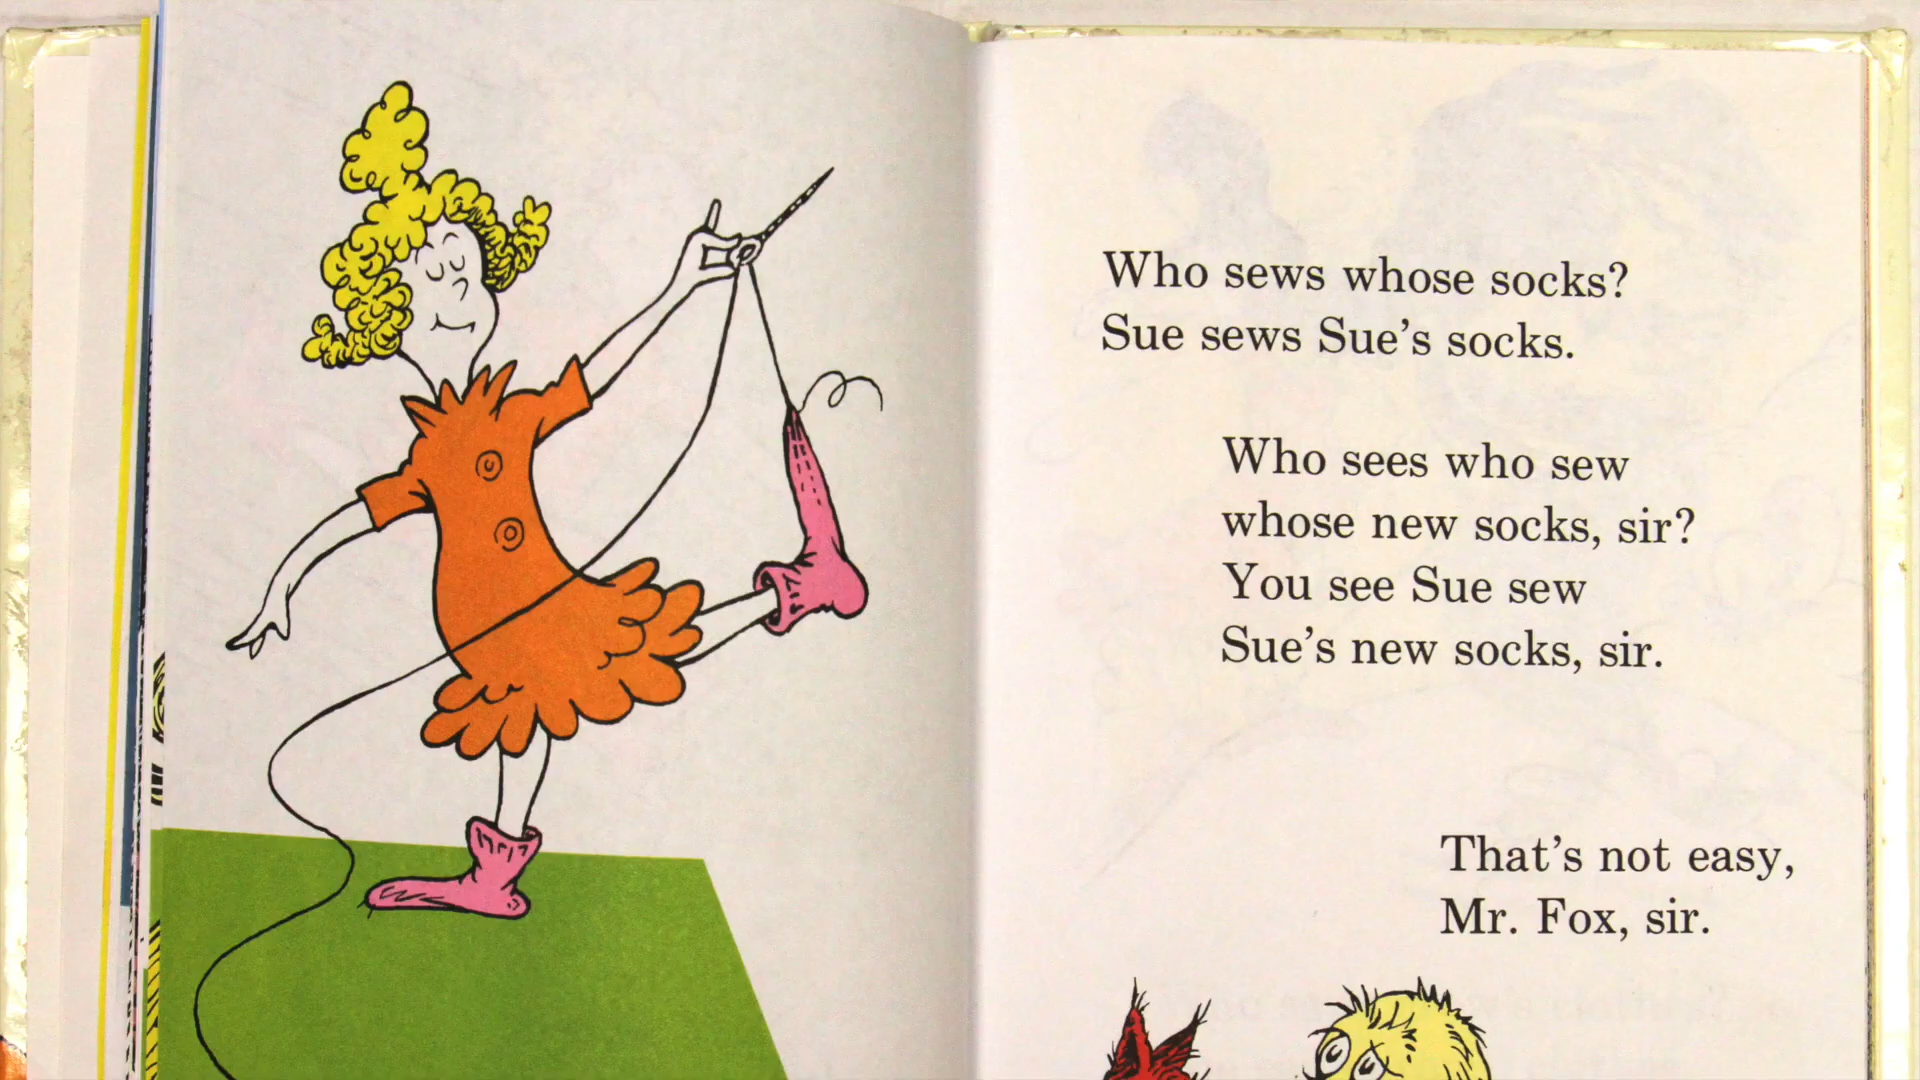 Who sews whose socks?
Sue sews Sue's socks.
Who sees who sew
whose new socks, sir?
You see Sue sew
Sue's new socks, sir.
That's not easy,
Mr. Fox, sir.